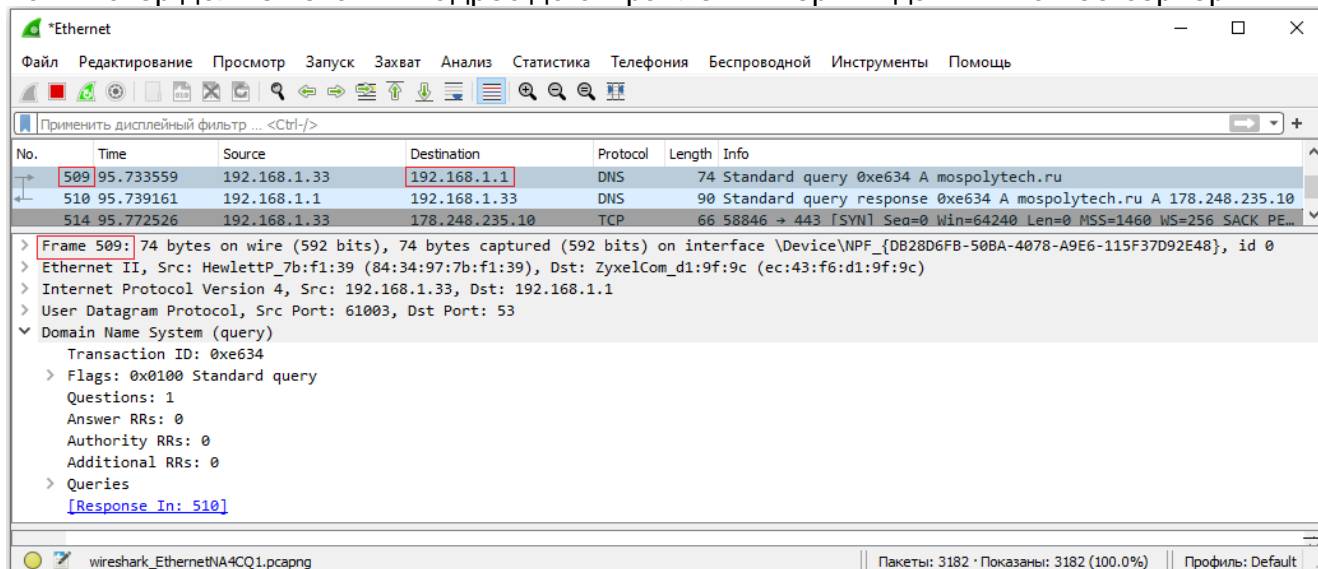 *Ethernet
Файл Редактирование Просмотр Запуск Захват Анализ Статистика Телефония Беспроводной Инструменты Помощь
Применить дисплейный фильтр ... <Ctrl-/>
No. Time Source Destination Protocol Length Info
509 95.733559 192.168.1.33 192.168.1.1 DNS 74 Standard query 0xe634 A mospolytech.ru
510 95.739161 192.168.1.1 192.168.1.33 DNS 90 Standard query response 0xe634 A mospolytech.ru A 178.248.235.10
514 95.772526 192.168.1.33 178.248.235.10 TCP 66 58846 → 443 [SYN] Seq=0 Win=64240 Len=0 MSS=1460 WS=256 SACK PE...
Frame 509: 74 bytes on wire (592 bits), 74 bytes captured (592 bits) on interface \Device\NPF_{DB28D6FB-50BA-4078-A9E6-115F37D92E48}, id 0
Ethernet II, Src: HewlettP_7b:f1:39 (84:34:97:7b:f1:39), Dst: ZyxelCom_d1:9f:9c (ec:43:f6:d1:9f:9c)
Internet Protocol Version 4, Src: 192.168.1.33, Dst: 192.168.1.1
User Datagram Protocol, Src Port: 61003, Dst Port: 53
Domain Name System (query)
Transaction ID: 0xe634
Flags: 0x0100 Standard query
Questions: 1
Answer RRs: 0
Authority RRs: 0
Additional RRs: 0
Queries
[Response In: 510]
wireshark_EthernetNA4CQ1.pcapng Пакеты: 3182 · Показаны: 3182 (100.0%) Профиль: Default